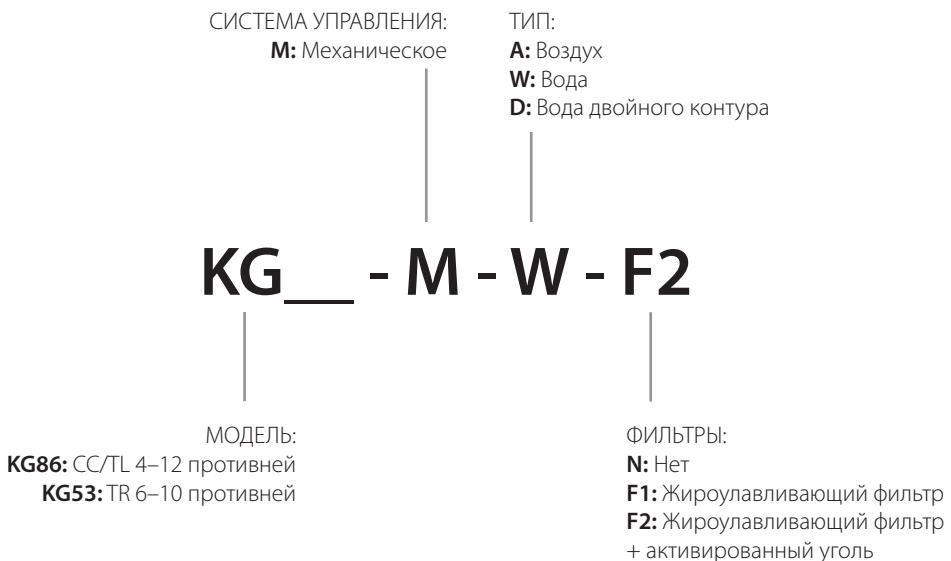 СИСТЕМА УПРАВЛЕНИЯ:
M: Механическое
ТИП:
A: Воздух
W: Вода
D: Вода двойного контура
KG__ - M - W - F2
МОДЕЛЬ:
KG86: CC/TL 4–12 противней
KG53: TR 6–10 противней
ФИЛЬТРЫ:
N: Нет
F1: Жироулавливающий фильтр
F2: Жироулавливающий фильтр
+ активированный уголь